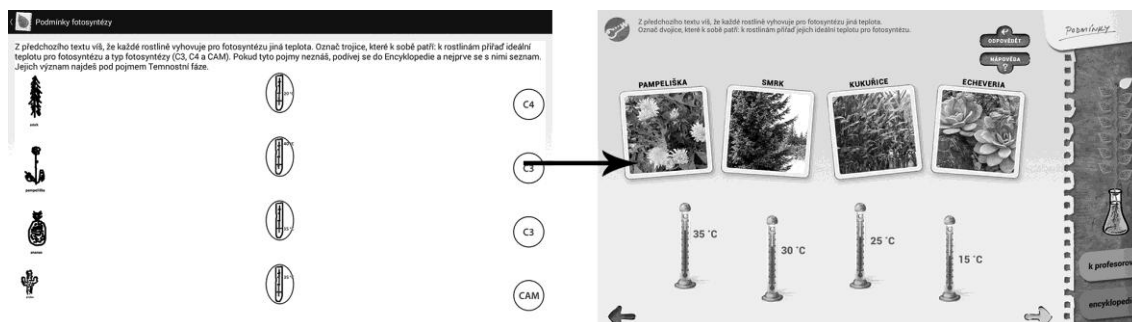 Podmínky fotosyntézy
Z předchozího textu víš, že každé rostlině vyhovuje pro fotosyntézu jiná teplota. Označ trojice, které k sobě patří: k rostlinám přiřaď ideální
teplotu pro fotosyntézu a typ fotosyntézy (C3, C4 a CAM). Pokud tyto pojmy neznáš, podívej se do Encyklopedie a nejprve se s nimi seznam.
Jejich význam najdeš pod pojmem Temnostní fáze.
C4
pampeliška
C3
ananas
C3
CAM
Z předchozího textu víš, že každé rostlině vyhovuje pro fotosyntézu jiná teplota.
Označ dvojice, které k sobě patří: k rostlinám přiřaď jejich ideální teplotu pro fotosyntézu.
ODPOVĚDĚT
NÁPOVĚDA
?
PODMÍNKY
PAMPELIŠKA SMRK KUKUŘICE ECHEVERIA
35 °C
30 °C
25 °C
15 °C
k profesorov
encyklopedi